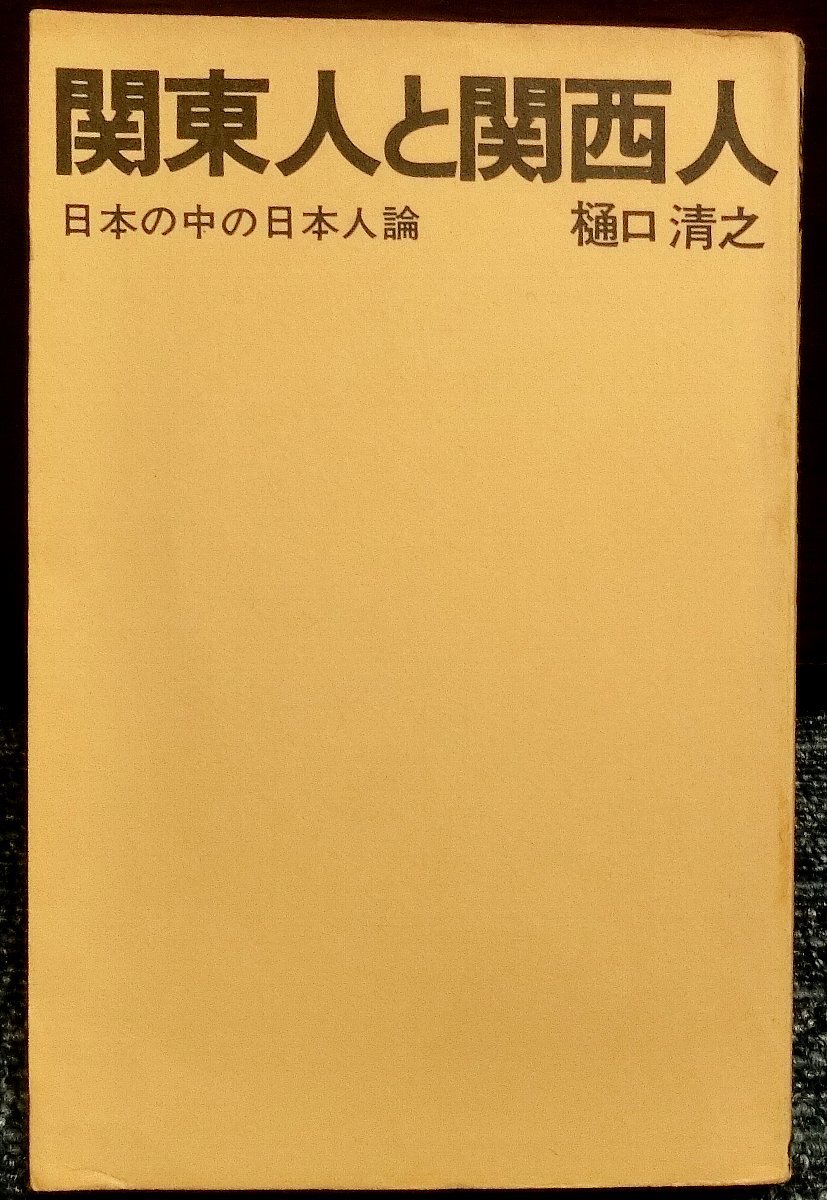 関東人と関西人
日本の中の日本人論
樋口清之